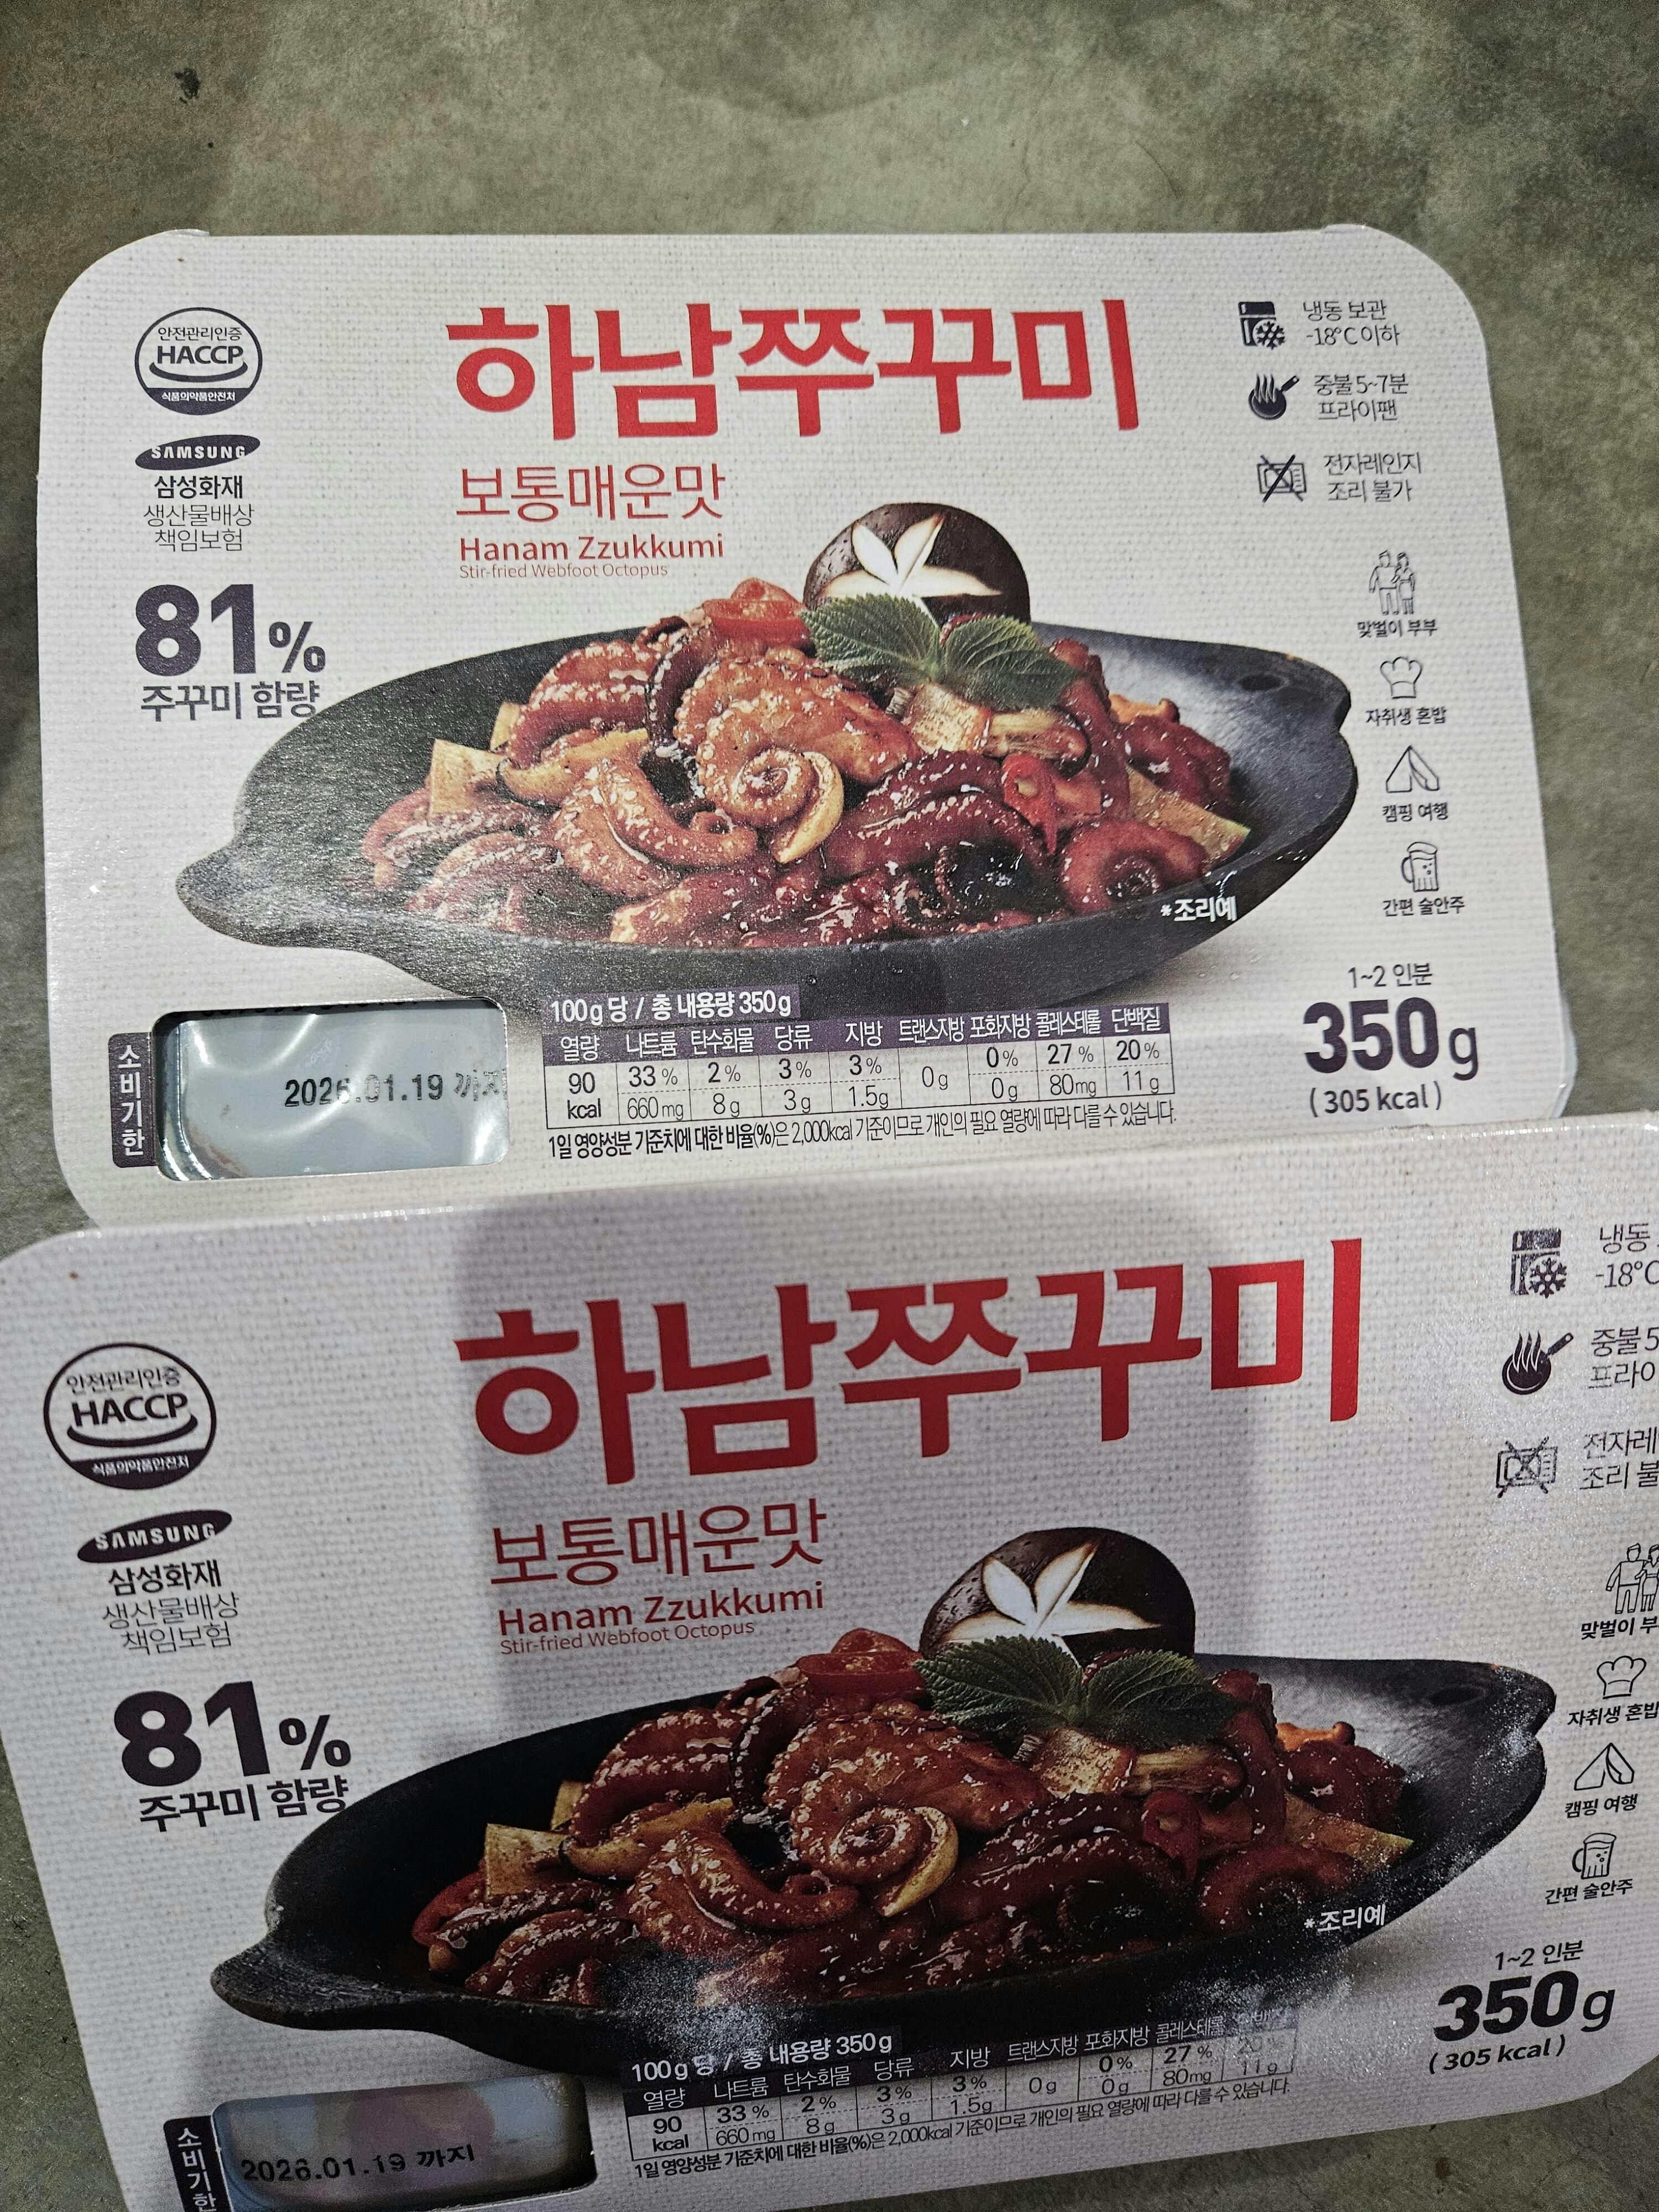 안전관리인증
HACCP
식품의약품안전처
SAMSUNG
삼성화재
생산물배상
책임보험
81%
주꾸미 함량
하남쭈꾸미
보통매운맛
Hanam Zzukkumi
Stir-fried Webfoot Octopus
냉동 보관
-18°C 이하
중불 5~7분
프라이팬
전자레인지
조리 불가
맞벌이 부부
자취생 혼밥
캠핑 여행
간편 술안주
*조리예
1~2 인분
350g
(305 kcal)
소비기한
2026.01.19 까지
100g 당 / 총 내용량 350g
열량 나트륨 탄수화물 당류 지방 트랜스지방 포화지방 콜레스테롤 단백질
90 kcal 33% 2% 3% 3% 0g 0% 27% 20%
660mg 8g 3g 1.5g 0g 80mg 11g
1일 영양성분 기준치에 대한 비율(%)은 2,000kcal 기준이므로 개인의 필요 열량에 따라 다를 수 있습니다.
안전관리인증
HACCP
식품의약품안전처
SAMSUNG
삼성화재
생산물배상
책임보험
81%
주꾸미 함량
하남쭈꾸미
보통매운맛
Hanam Zzukkumi
Stir-fried Webfoot Octopus
냉동
-18°C
중불 5
프라이
전자레
조리 불
맞벌이 부
자취생 혼밥
캠핑 여행
간편 술안주
*조리예
1~2 인분
350g
(305 kcal)
소비기한
2026.01.19 까지
100g 당 / 총 내용량 350g
열량 나트륨 탄수화물 당류 지방 트랜스지방 포화지방 콜레스테롤
90 kcal 33% 2% 3% 3% 0g 0% 27%
660mg 8g 3g 1.5g 0g 80mg 11g
1일 영양성분 기준치에 대한 비율(%)은 2,000kcal 기준이므로 개인의 필요 열량에 따라 다를 수 있습니다.